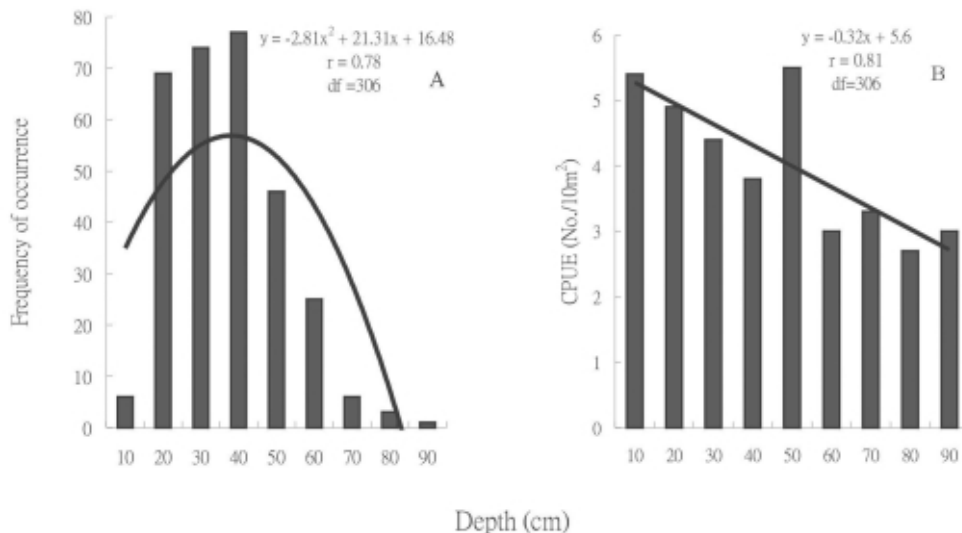 y = -2.81x² + 21.31x + 16.48
r = 0.78
df =306
A
Frequency of occurrence
80
70
60
50
40
30
20
10
0
10 20 30 40 50 60 70 80 90
y = -0.32x + 5.6
r = 0.81
df=306
B
CPUE (No./10m²)
6
5
4
3
2
1
0
10 20 30 40 50 60 70 80 90
Depth (cm)